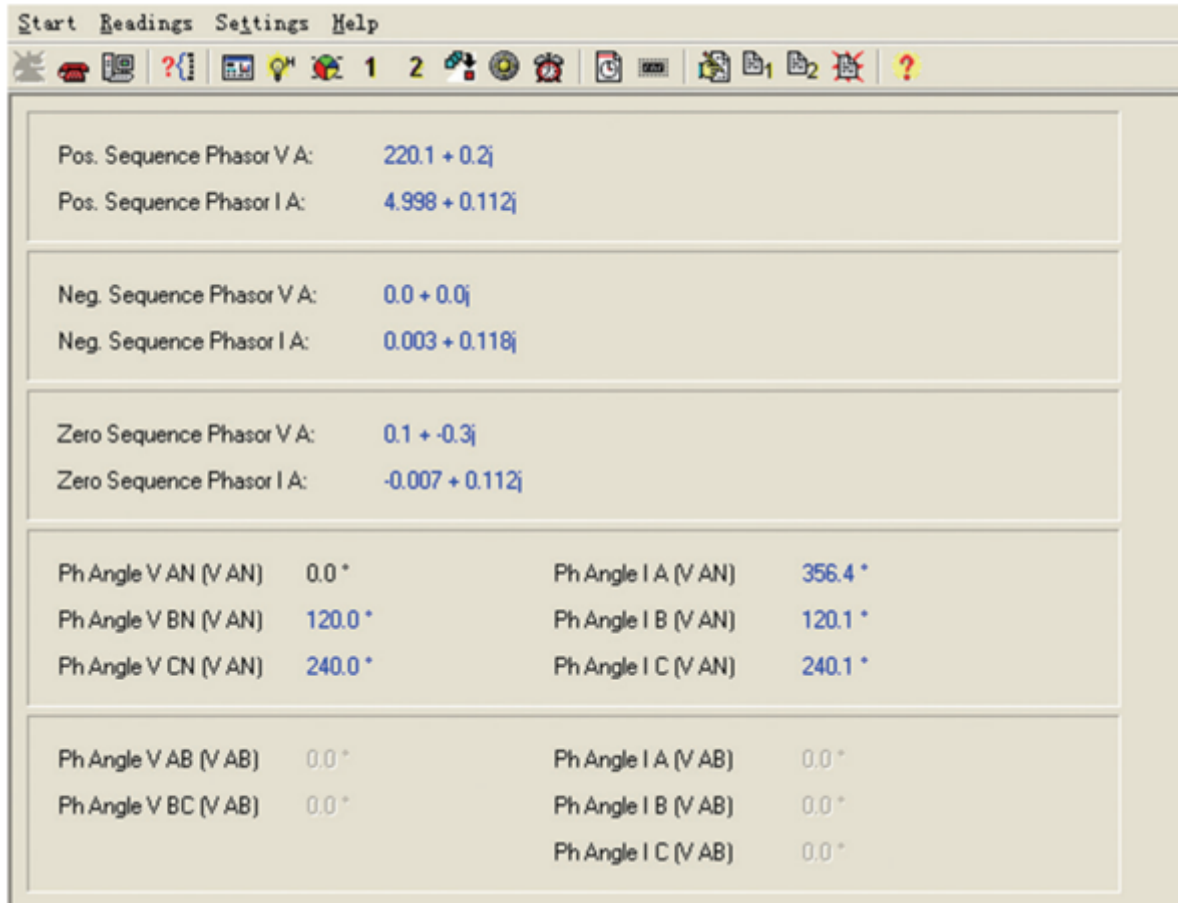 Start Readings Settings Help
?{ H 1 2 1 2 ?
Pos. Sequence Phasor V A: 220.1 + 0.2j
Pos. Sequence Phasor I A: 4.998 + 0.112j
Neg. Sequence Phasor V A: 0.0 + 0.0j
Neg. Sequence Phasor I A: 0.003 + 0.118j
Zero Sequence Phasor V A: 0.1 + -0.3j
Zero Sequence Phasor I A: -0.007 + 0.112j
Ph Angle V AN (V AN) 0.0 ° Ph Angle I A (V AN) 356.4 °
Ph Angle V BN (V AN) 120.0 ° Ph Angle I B (V AN) 120.1 °
Ph Angle V CN (V AN) 240.0 ° Ph Angle I C (V AN) 240.1 °
Ph Angle V AB (V AB) 0.0 ° Ph Angle I A (V AB) 0.0 °
Ph Angle V BC (V AB) 0.0 ° Ph Angle I B (V AB) 0.0 °
Ph Angle I C (V AB) 0.0 °